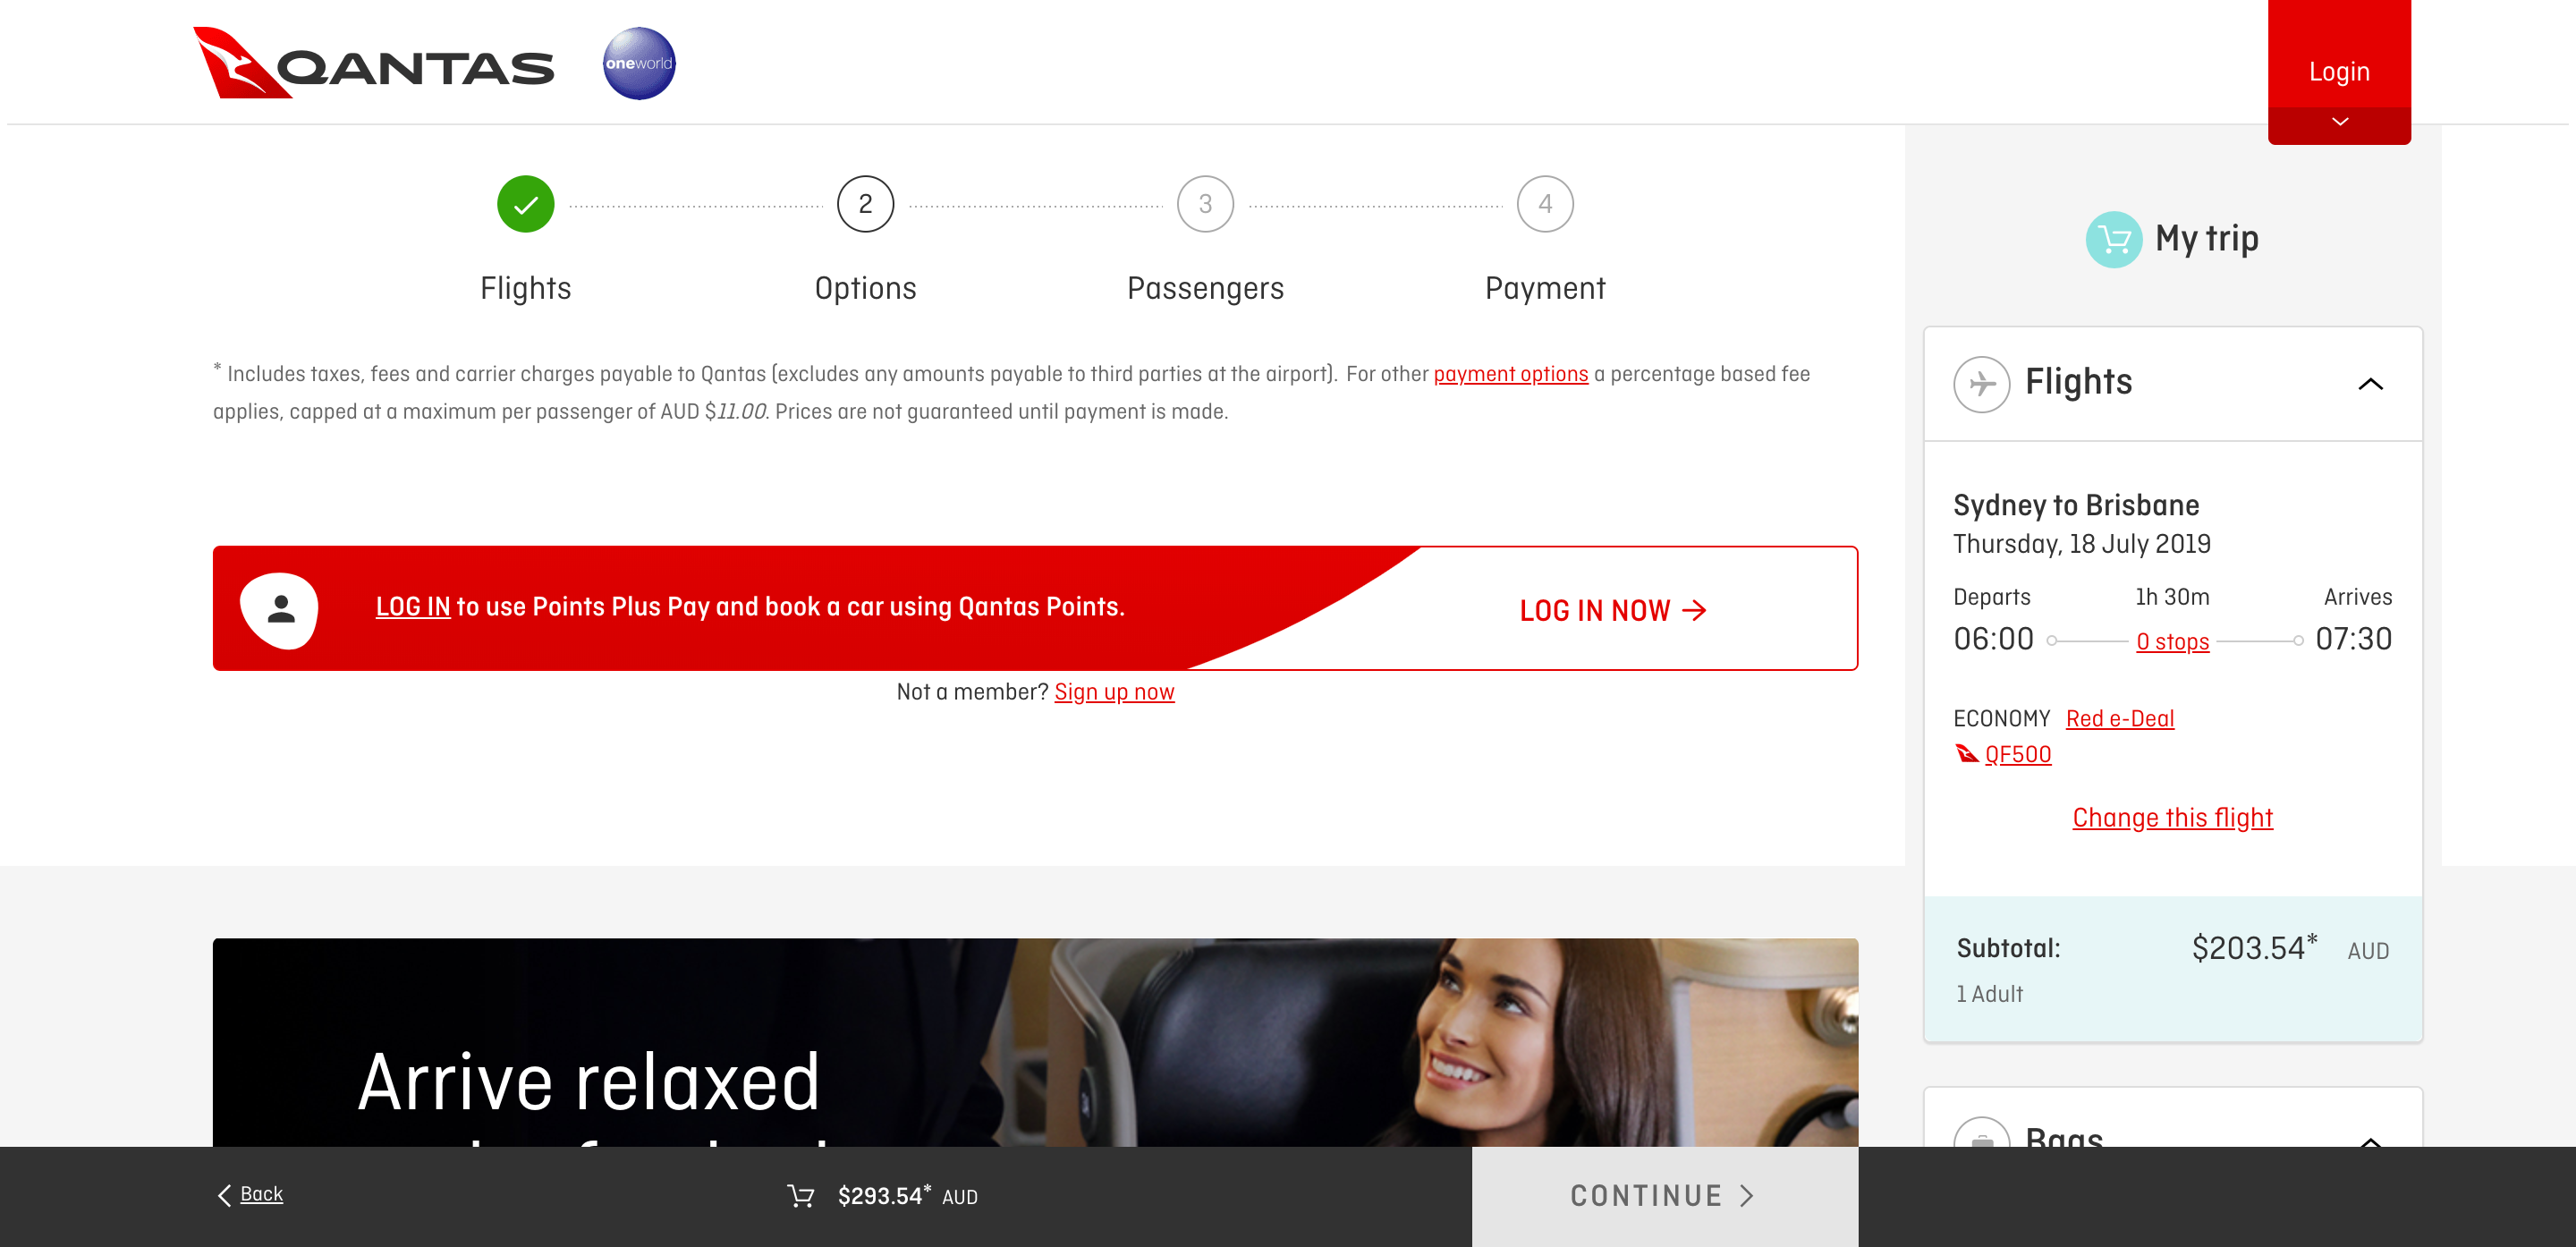 QANTAS
oneworld
Login
2
3
4
Flights
Options
Passengers
Payment
* Includes taxes, fees and carrier charges payable to Qantas (excludes any amounts payable to third parties at the airport). For other payment options a percentage based fee
applies, capped at a maximum per passenger of AUD $11.00. Prices are not guaranteed until payment is made.
LOG IN to use Points Plus Pay and book a car using Qantas Points.
LOG IN NOW →
Not a member? Sign up now
Arrive relaxed
My trip
Flights
Sydney to Brisbane
Thursday, 18 July 2019
Departs 1h 30m Arrives
06:00 0 stops 07:30
ECONOMY Red e-Deal
QF500
Change this flight
Subtotal: $203.54* AUD
1 Adult
Bags
Back
$293.54* AUD
CONTINUE